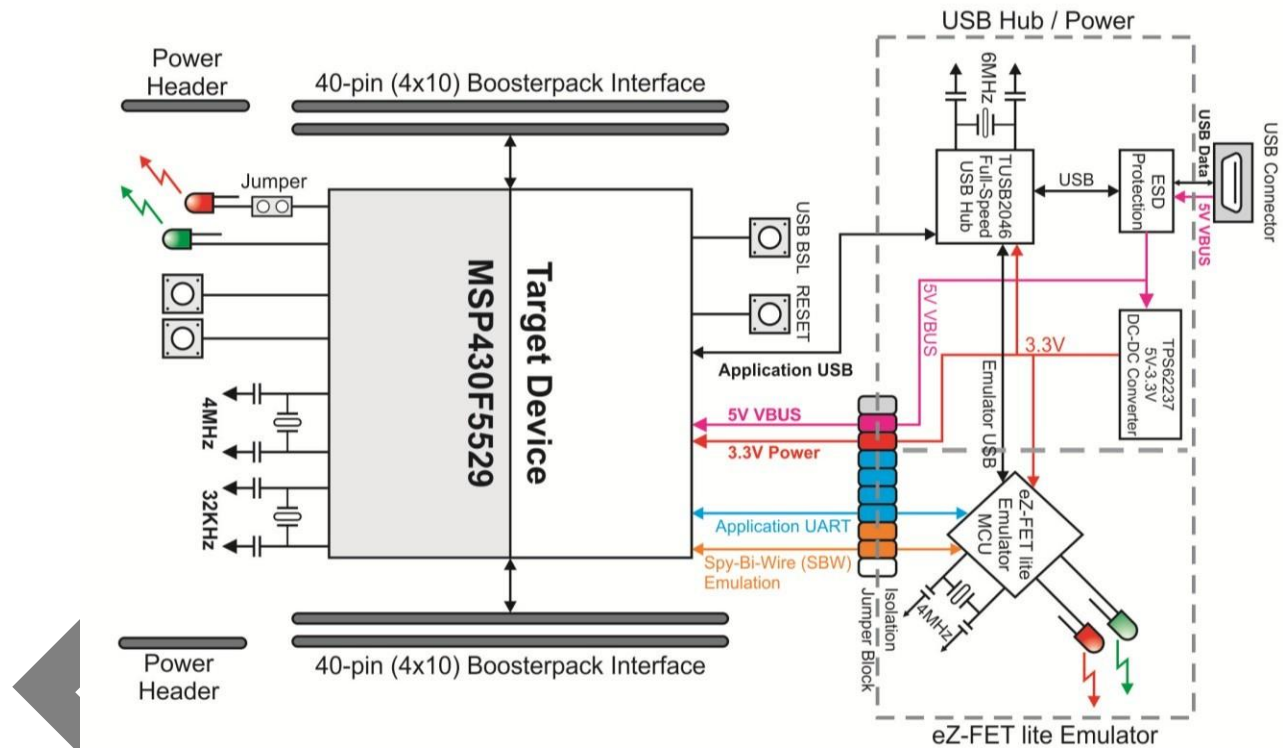 USB Hub / Power
Power
Header
40-pin (4x10) Boosterpack Interface
6MHz
USB Connector
USB Data
5V VBUS
ESD
Protection
USB
TUSB2046
Full-Speed
USB Hub
Jumper
USB BSL
RESET
Target Device
MSP430F5529
Application USB
5V VBUS
3.3V
TPS62237
5V-3.3V
DC-DC Converter
Emulator USB
4MHz
32KHz
5V VBUS
3.3V Power
Application UART
Spy-Bi-Wire (SBW)
Emulation
Isolation
Jumper Block
eZ-FET lite
Emulator
MCU
4MHz
Power
Header
40-pin (4x10) Boosterpack Interface
eZ-FET lite Emulator